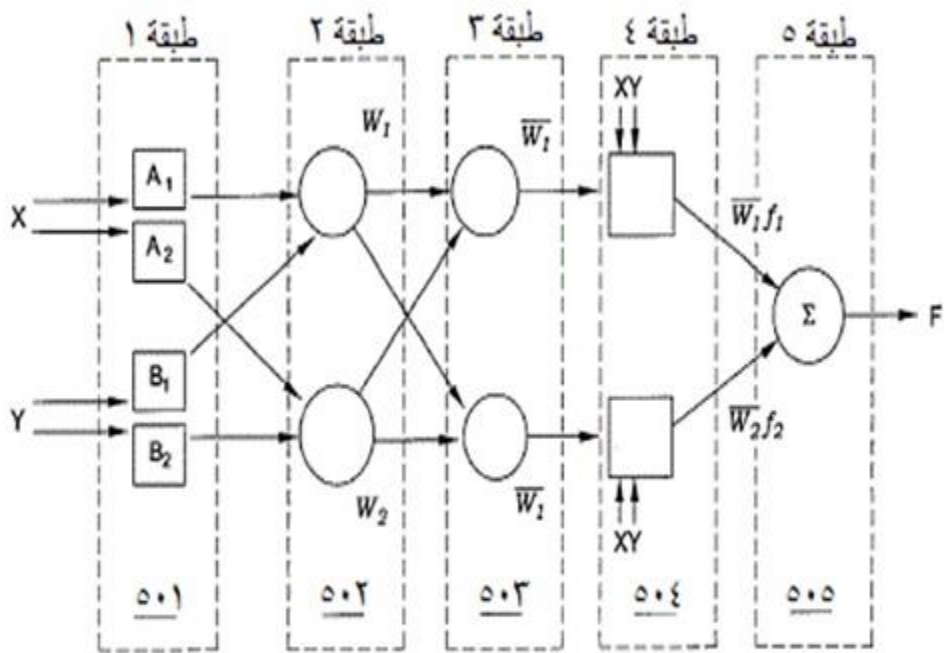 طبقة ١
طبقة ٢
طبقة ٣
طبقة ٤
طبقة ٥
XY
W₁
W̅₁
A₁
X
A₂
W̅₁f₁
Σ
F
B₁
Y
B₂
W̅₂f₂
W₂
W̅₁
XY
٥٠١
٥٠٢
٥٠٣
٥٠٤
٥٠٥